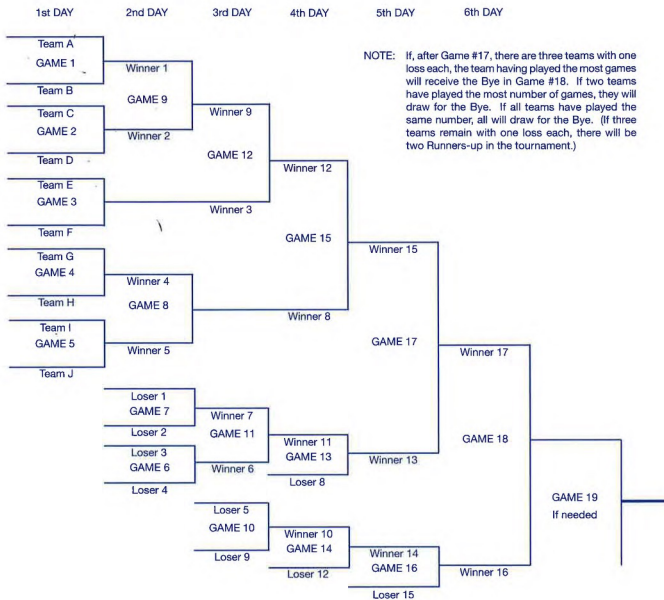 1st DAY 2nd DAY 3rd DAY 4th DAY 5th DAY 6th DAY
NOTE: If, after Game #17, there are three teams with one
loss each, the team having played the most games
will receive the Bye in Game #18. If two teams
have played the most number of games, they will
draw for the Bye. If all teams have played the
same number, all will draw for the Bye. (If three
teams remain with one loss each, there will be
two Runners-up in the tournament.)
Team A
GAME 1
Team B
Team C
GAME 2
Team D
Team E
GAME 3
Team F
Team G
GAME 4
Team H
Team I
GAME 5
Team J
Winner 1
GAME 9
Winner 2
Winner 4
GAME 8
Winner 5
Loser 1
GAME 7
Loser 2
Loser 3
GAME 6
Loser 4
Winner 9
GAME 12
Winner 3
Winner 7
GAME 11
Winner 6
Loser 5
GAME 10
Loser 9
Winner 12
GAME 15
Winner 8
Winner 11
GAME 13
Loser 8
Winner 10
GAME 14
Loser 12
Winner 15
GAME 17
Winner 13
Winner 14
GAME 16
Loser 15
Winner 17
GAME 18
Winner 16
GAME 19
If needed